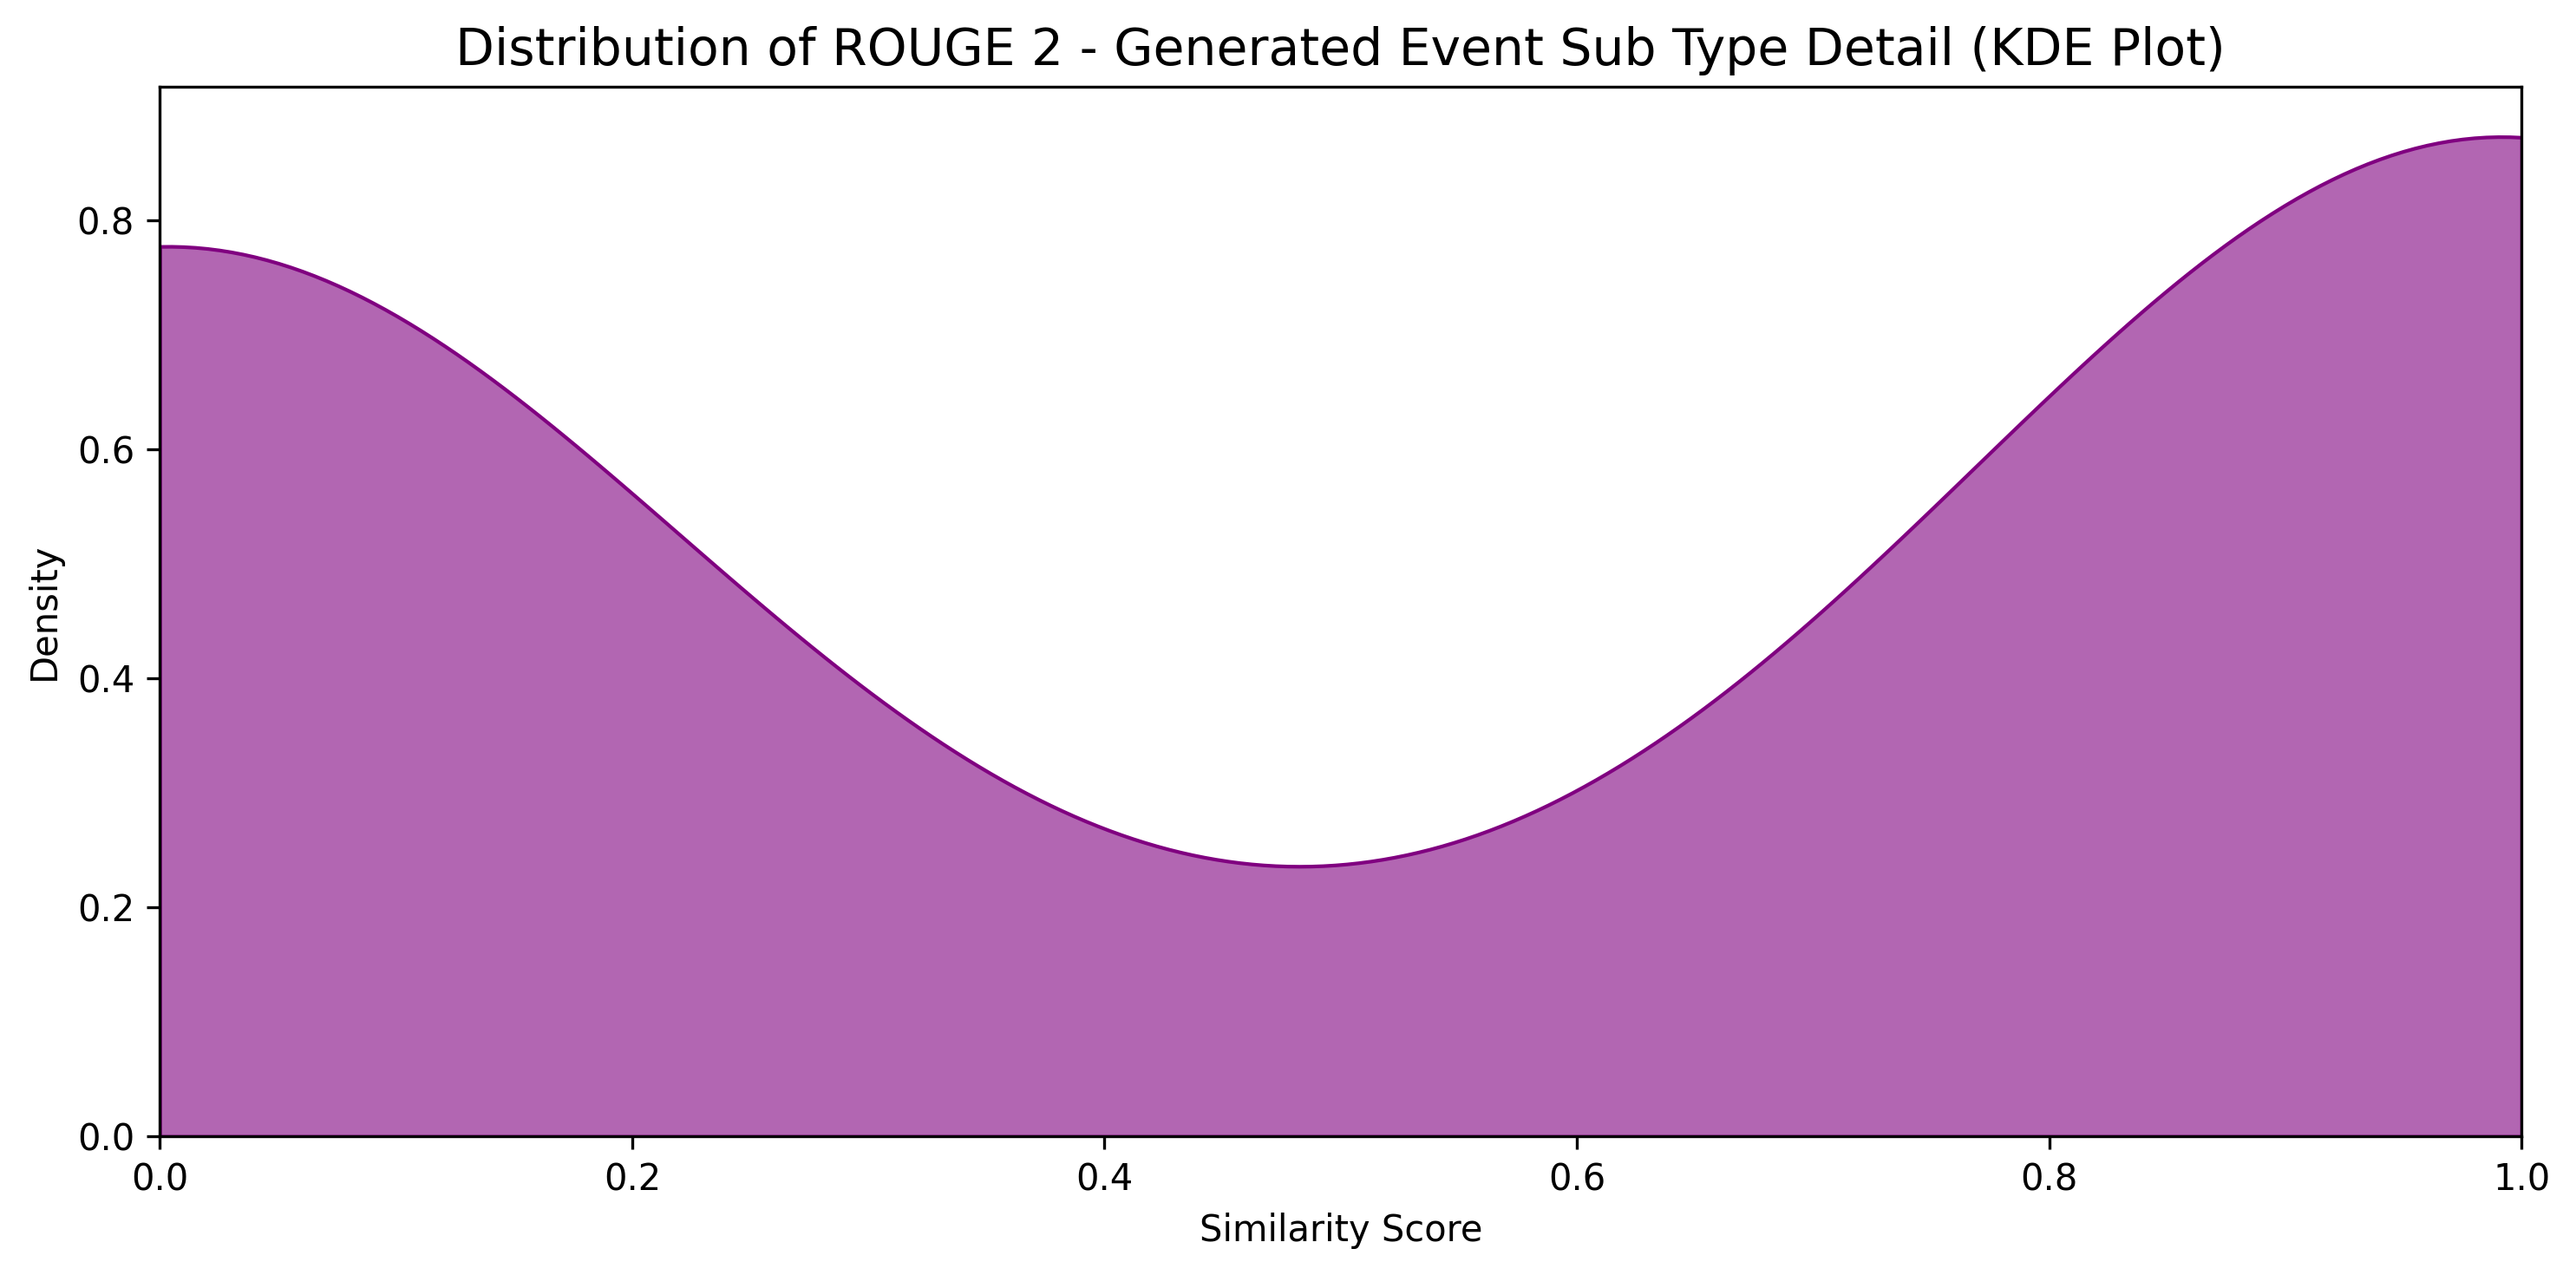 Distribution of ROUGE 2 - Generated Event Sub Type Detail (KDE Plot)
Density
0.8
0.6
0.4
0.2
0.0
0.0 0.2 0.4 0.6 0.8 1.0
Similarity Score